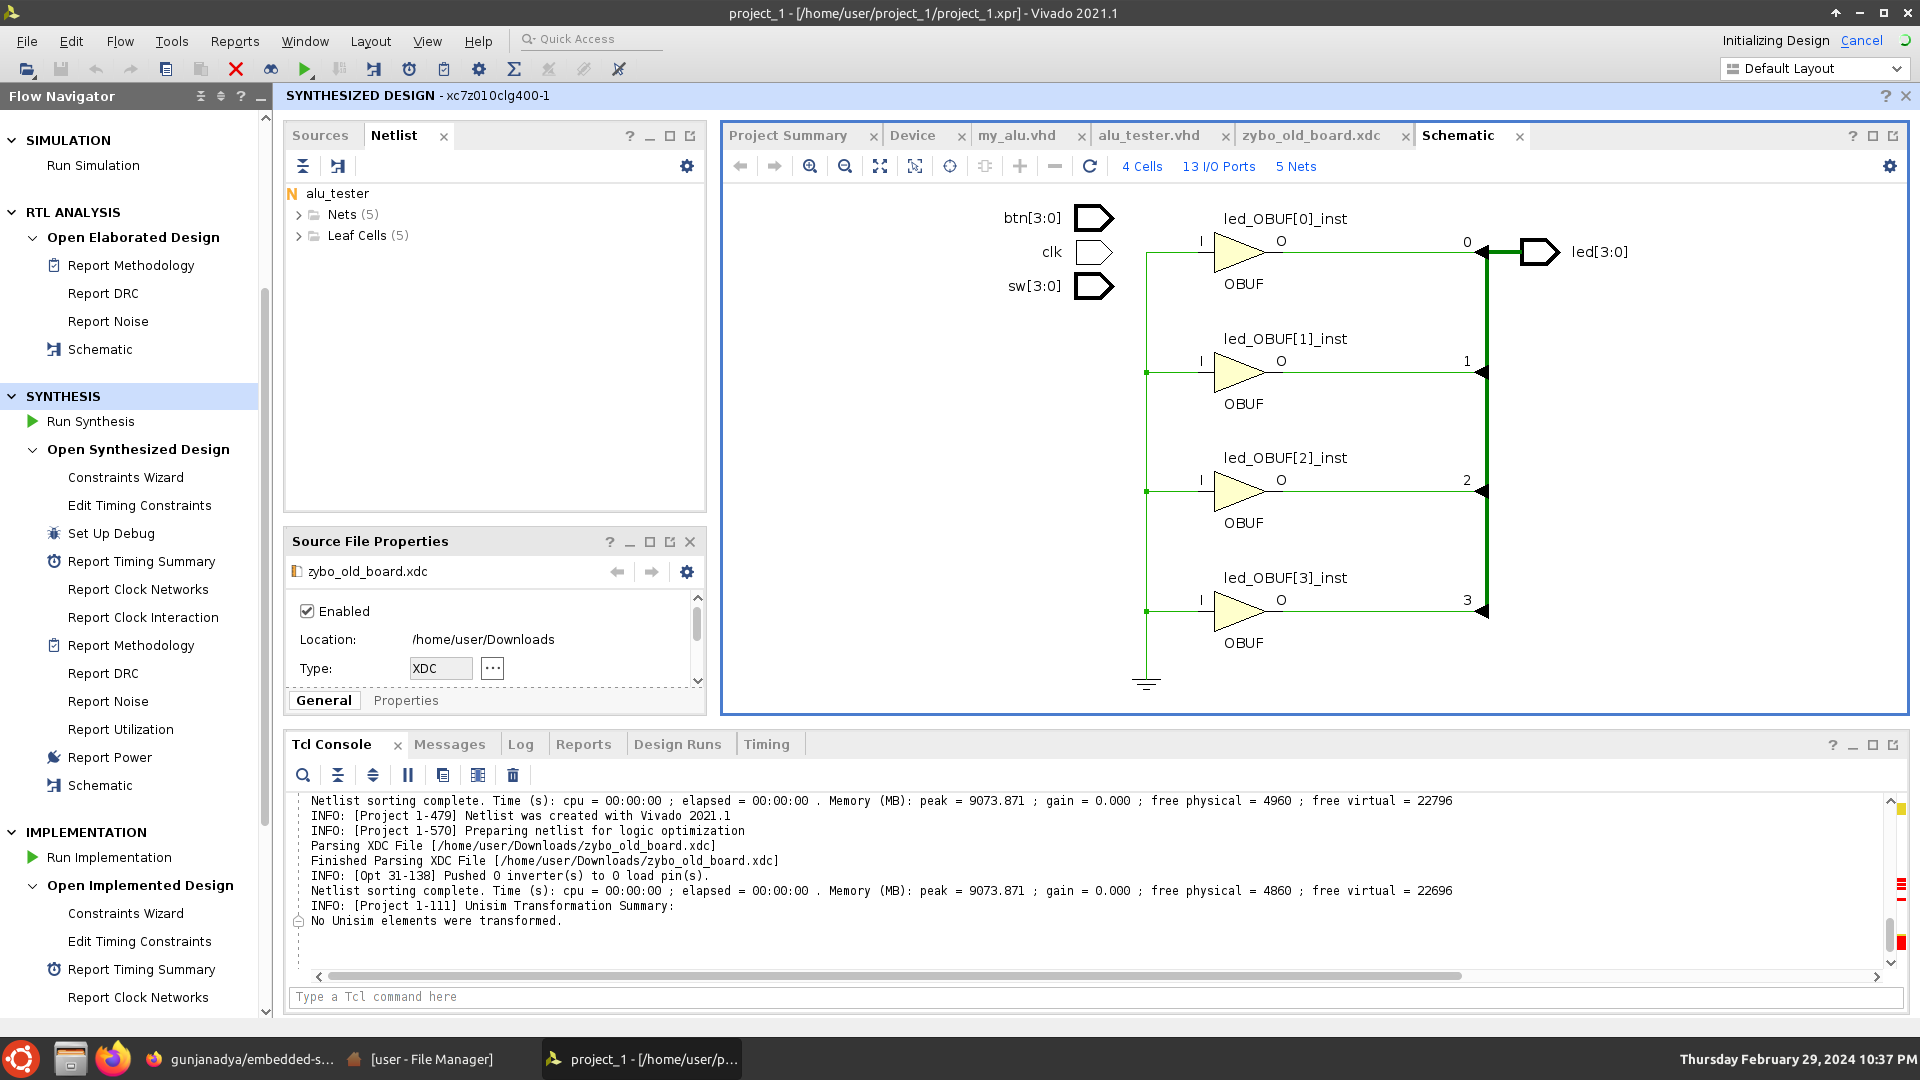 project_1 - [/home/user/project_1/project_1.xpr] - Vivado 2021.1
File Edit Flow Tools Reports Window Layout View Help Quick Access
Initializing Design Cancel
Default Layout
Flow Navigator
SYNTHESIZED DESIGN - xc7z010clg400-1
SIMULATION
Run Simulation
RTL ANALYSIS
Open Elaborated Design
Report Methodology
Report DRC
Report Noise
Schematic
SYNTHESIS
Run Synthesis
Open Synthesized Design
Constraints Wizard
Edit Timing Constraints
Set Up Debug
Report Timing Summary
Report Clock Networks
Report Clock Interaction
Report Methodology
Report DRC
Report Noise
Report Utilization
Report Power
Schematic
IMPLEMENTATION
Run Implementation
Open Implemented Design
Constraints Wizard
Edit Timing Constraints
Report Timing Summary
Report Clock Networks
Sources Netlist
N alu_tester
Nets (5)
Leaf Cells (5)
Source File Properties
zybo_old_board.xdc
Enabled
Location: /home/user/Downloads
Type: XDC ...
General Properties
Project Summary Device my_alu.vhd alu_tester.vhd zybo_old_board.xdc Schematic
4 Cells 13 I/O Ports 5 Nets
btn[3:0]
clk
sw[3:0]
led_OBUF[0]_inst
I O 0
OBUF
led[3:0]
led_OBUF[1]_inst
I O 1
OBUF
led_OBUF[2]_inst
I O 2
OBUF
led_OBUF[3]_inst
I O 3
OBUF
Tcl Console Messages Log Reports Design Runs Timing
Netlist sorting complete. Time (s): cpu = 00:00:00 ; elapsed = 00:00:00 . Memory (MB): peak = 9073.871 ; gain = 0.000 ; free physical = 4960 ; free virtual = 22796
INFO: [Project 1-479] Netlist was created with Vivado 2021.1
INFO: [Project 1-570] Preparing netlist for logic optimization
Parsing XDC File [/home/user/Downloads/zybo_old_board.xdc]
Finished Parsing XDC File [/home/user/Downloads/zybo_old_board.xdc]
INFO: [Opt 31-138] Pushed 0 inverter(s) to 0 load pin(s).
Netlist sorting complete. Time (s): cpu = 00:00:00 ; elapsed = 00:00:00 . Memory (MB): peak = 9073.871 ; gain = 0.000 ; free physical = 4860 ; free virtual = 22696
INFO: [Project 1-111] Unisim Transformation Summary:
No Unisim elements were transformed.
Type a Tcl command here
gunjanadya/embedded-s... [user - File Manager] project_1 - [/home/user/p... Thursday February 29, 2024 10:37 PM